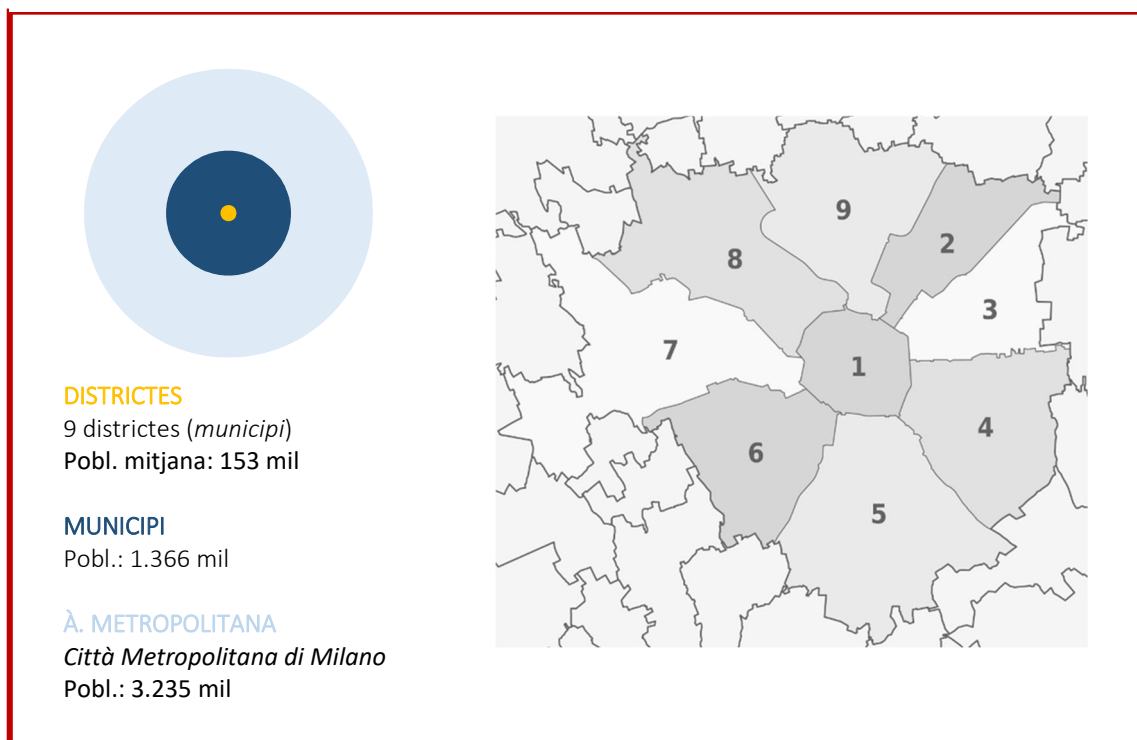 DISTRICTES
9 districtes (municipi)
Pobl. mitjana: 153 mil
MUNICIPI
Pobl.: 1.366 mil
À. METROPOLITANA
Città Metropolitana di Milano
Pobl.: 3.235 mil
9
2
8
3
7
1
4
6
5